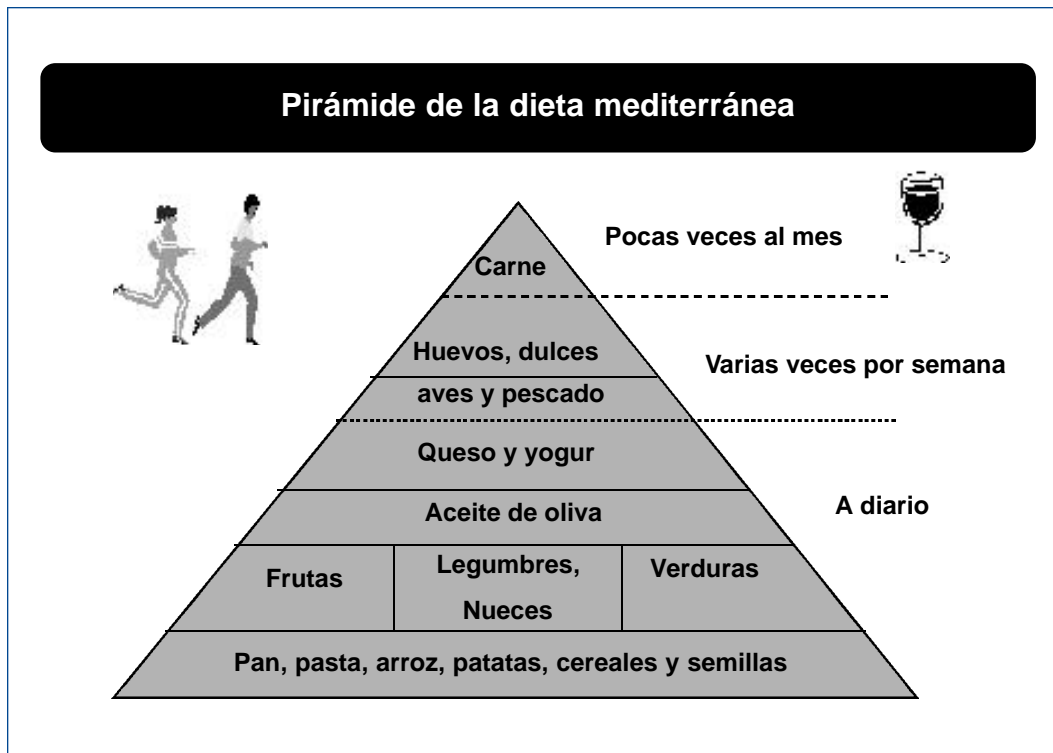 Pirámide de la dieta mediterránea
Pocas veces al mes
Carne
Huevos, dulces
Varias veces por semana
aves y pescado
Queso y yogur
A diario
Aceite de oliva
Frutas
Legumbres,
Nueces
Verduras
Pan, pasta, arroz, patatas, cereales y semillas